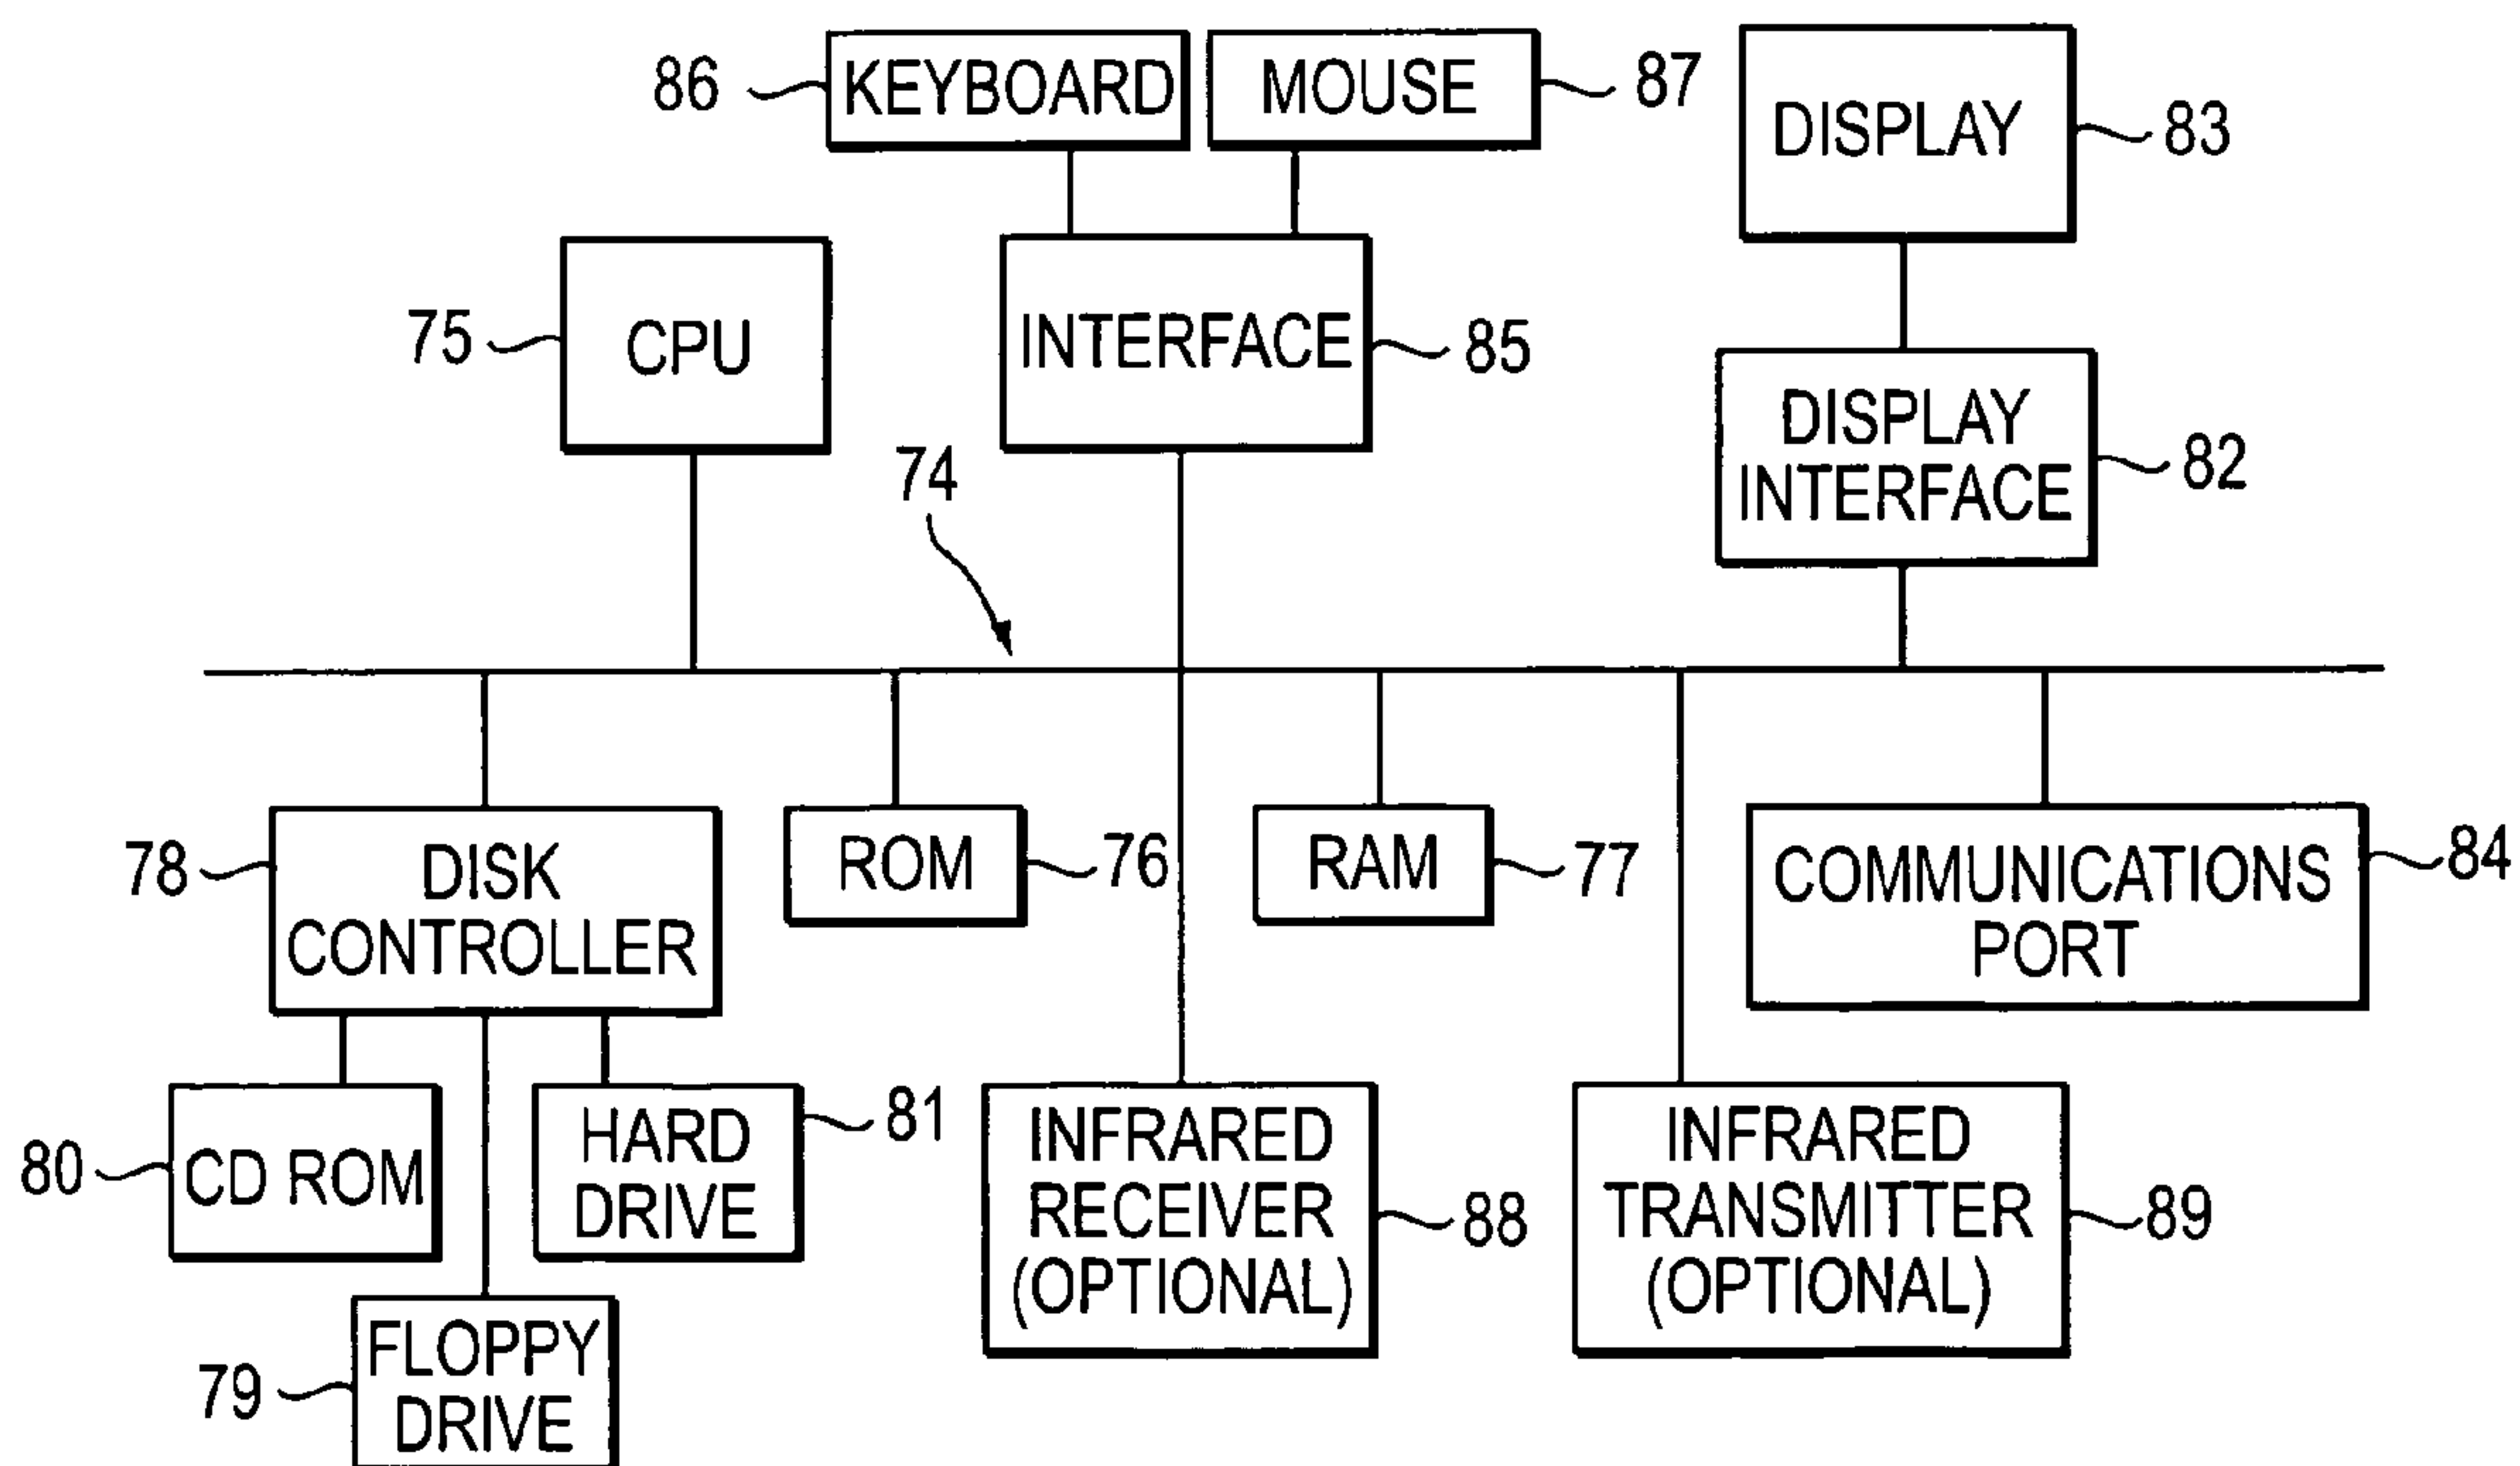 86
KEYBOARD
MOUSE
87
DISPLAY
83
75
CPU
INTERFACE
85
DISPLAY
INTERFACE
82
74
78
DISK
CONTROLLER
ROM
76
RAM
77
COMMUNICATIONS
PORT
84
80
CD ROM
HARD
DRIVE
81
INFRARED
RECEIVER
(OPTIONAL)
88
INFRARED
TRANSMITTER
(OPTIONAL)
89
79
FLOPPY
DRIVE